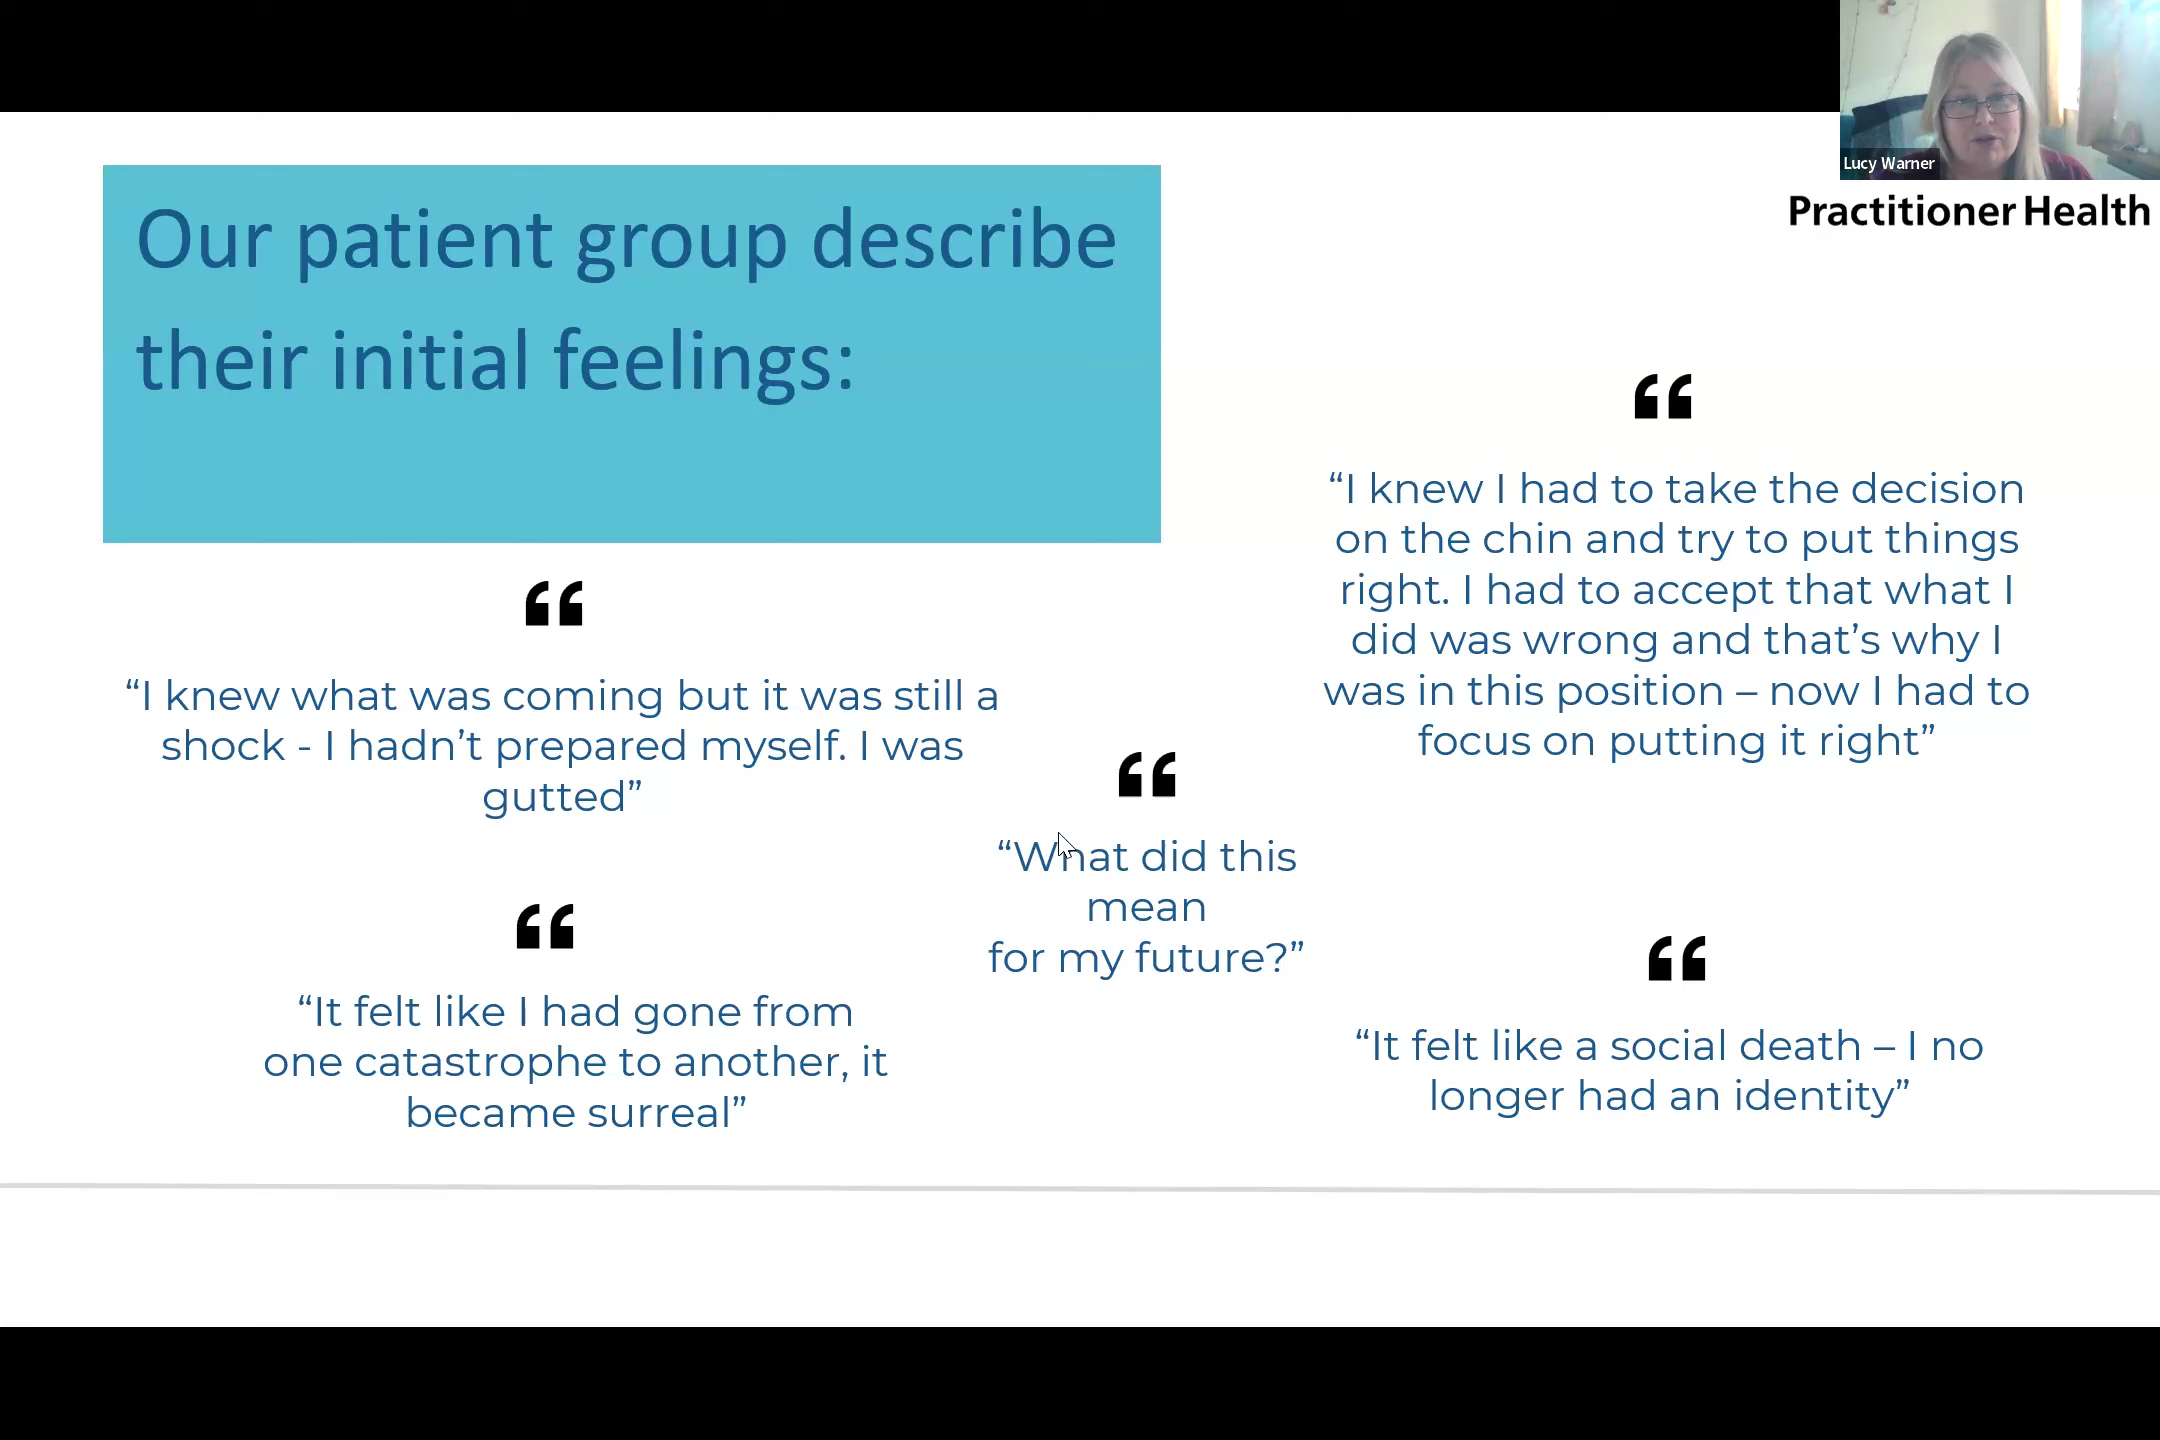 Lucy Warner
Practitioner Health
Our patient group describe
their initial feelings:
“I knew what was coming but it was still a
shock - I hadn’t prepared myself. I was
gutted”
“It felt like I had gone from
one catastrophe to another, it
became surreal”
“What did this
mean
for my future?”
“I knew I had to take the decision
on the chin and try to put things
right. I had to accept that what I
did was wrong and that’s why I
was in this position – now I had to
focus on putting it right”
“It felt like a social death – I no
longer had an identity”